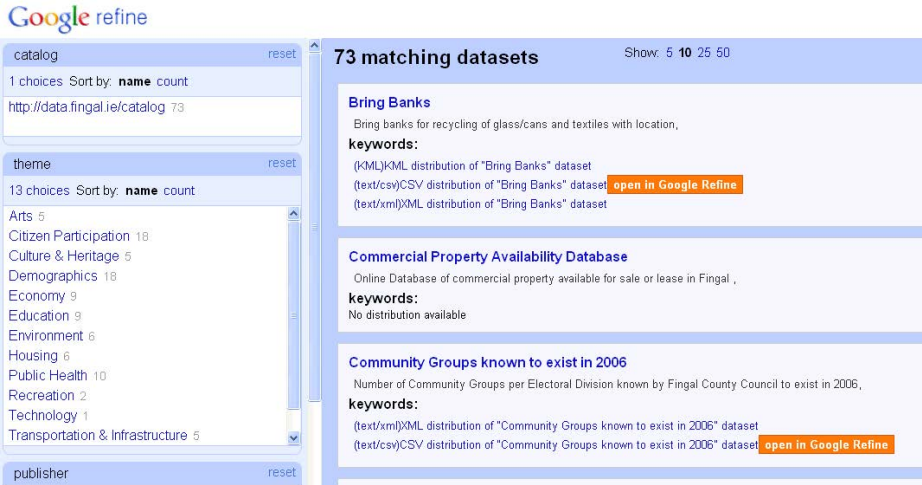 Google refine
catalog reset
1 choices Sort by: name count
http://data.fingal.ie/catalog 73
theme reset
13 choices Sort by: name count
Arts 5
Citizen Participation 18
Culture & Heritage 5
Demographics 18
Economy 9
Education 9
Environment 6
Housing 6
Public Health 10
Recreation 2
Technology 1
Transportation & Infrastructure 5
publisher reset
73 matching datasets Show: 5 10 25 50
Bring Banks
Bring banks for recycling of glass/cans and textiles with location,
keywords:
(KML)KML distribution of "Bring Banks" dataset
(text/csv)CSV distribution of "Bring Banks" dataset open in Google Refine
(text/xml)XML distribution of "Bring Banks" dataset
Commercial Property Availability Database
Online Database of commercial property available for sale or lease in Fingal ,
keywords:
No distribution available
Community Groups known to exist in 2006
Number of Community Groups per Electoral Division known by Fingal County Council to exist in 2006,
keywords:
(text/xml)XML distribution of "Community Groups known to exist in 2006" dataset
(text/csv)CSV distribution of "Community Groups known to exist in 2006" dataset open in Google Refine